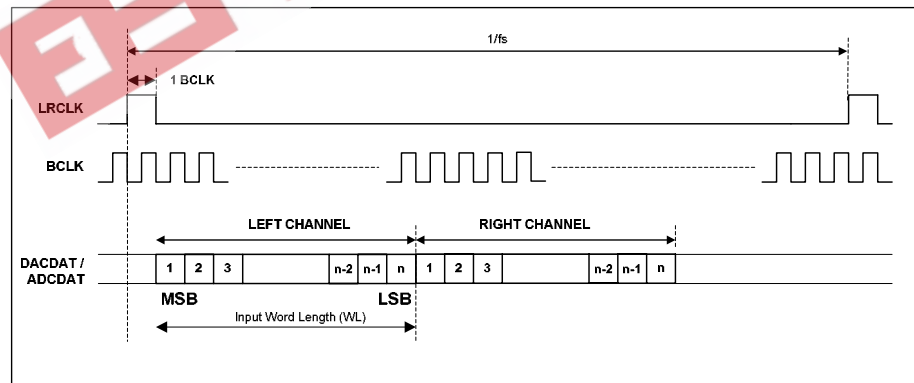 1/fs
1 BCLK
LRCLK
BCLK
LEFT CHANNEL RIGHT CHANNEL
DACDAT / ADCDAT
1 2 3 n-2 n-1 n 1 2 3 n-2 n-1 n
MSB LSB
Input Word Length (WL)